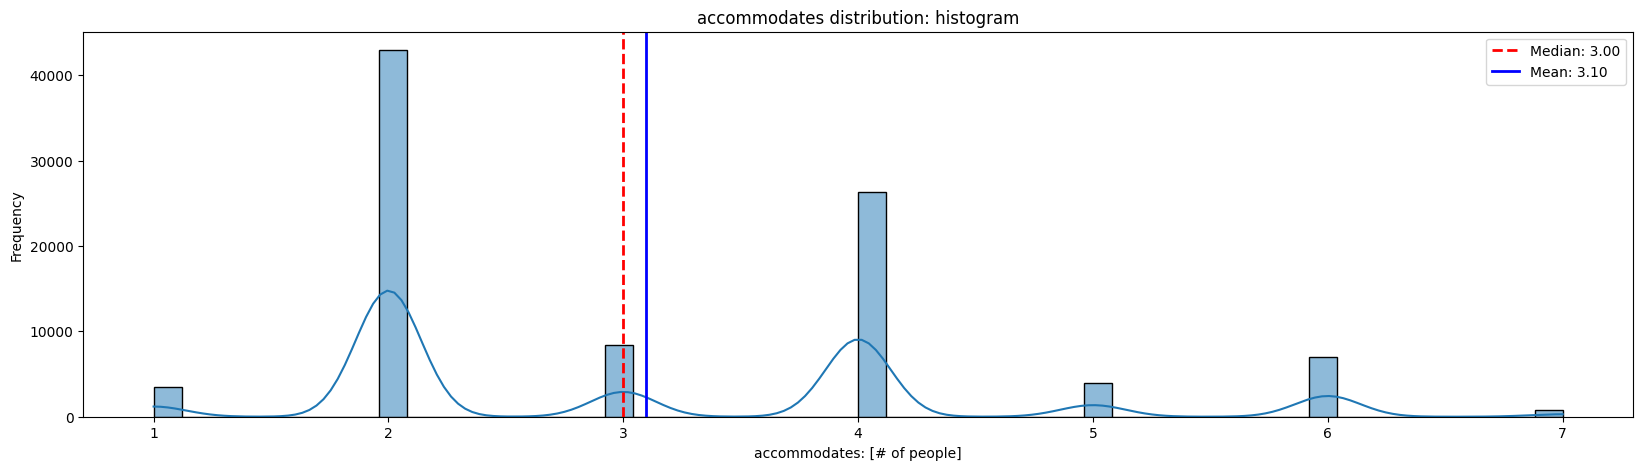 accommodates distribution: histogram
Median: 3.00
Mean: 3.10
Frequency
40000
30000
20000
10000
0
1 2 3 4 5 6 7
accommodates: [# of people]